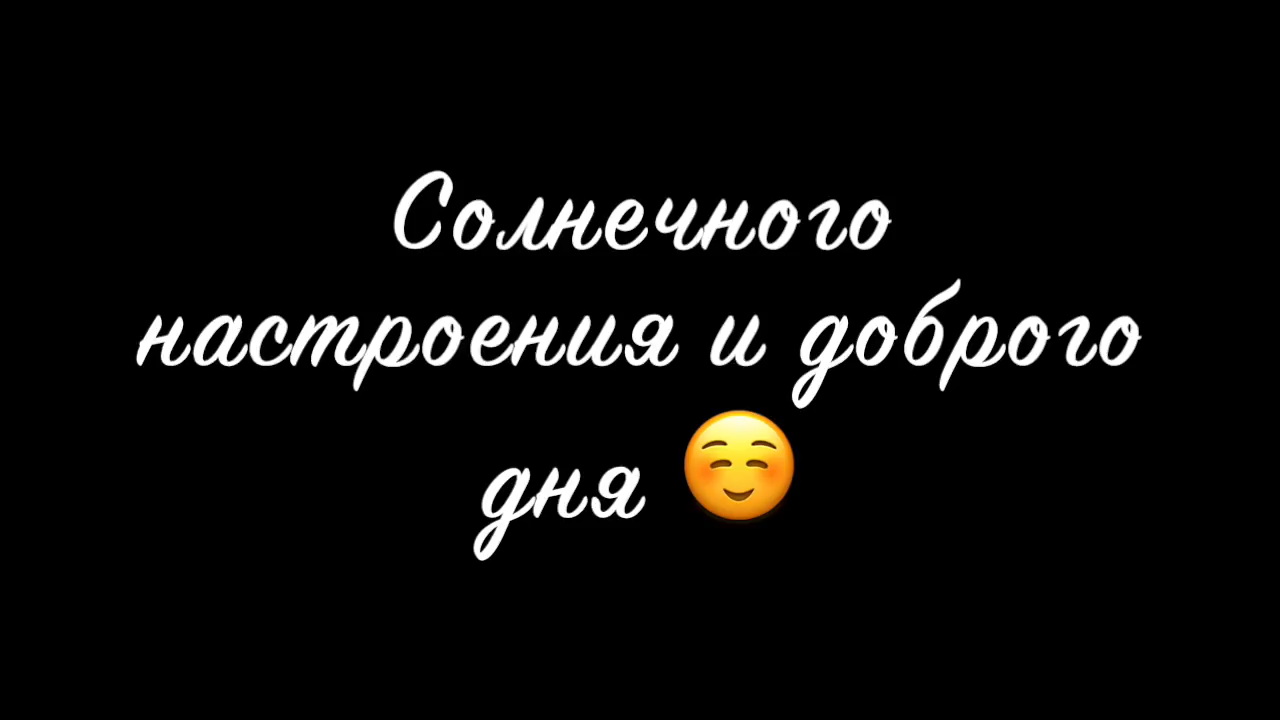 Солнечного
настроения и доброго
дня ☺️